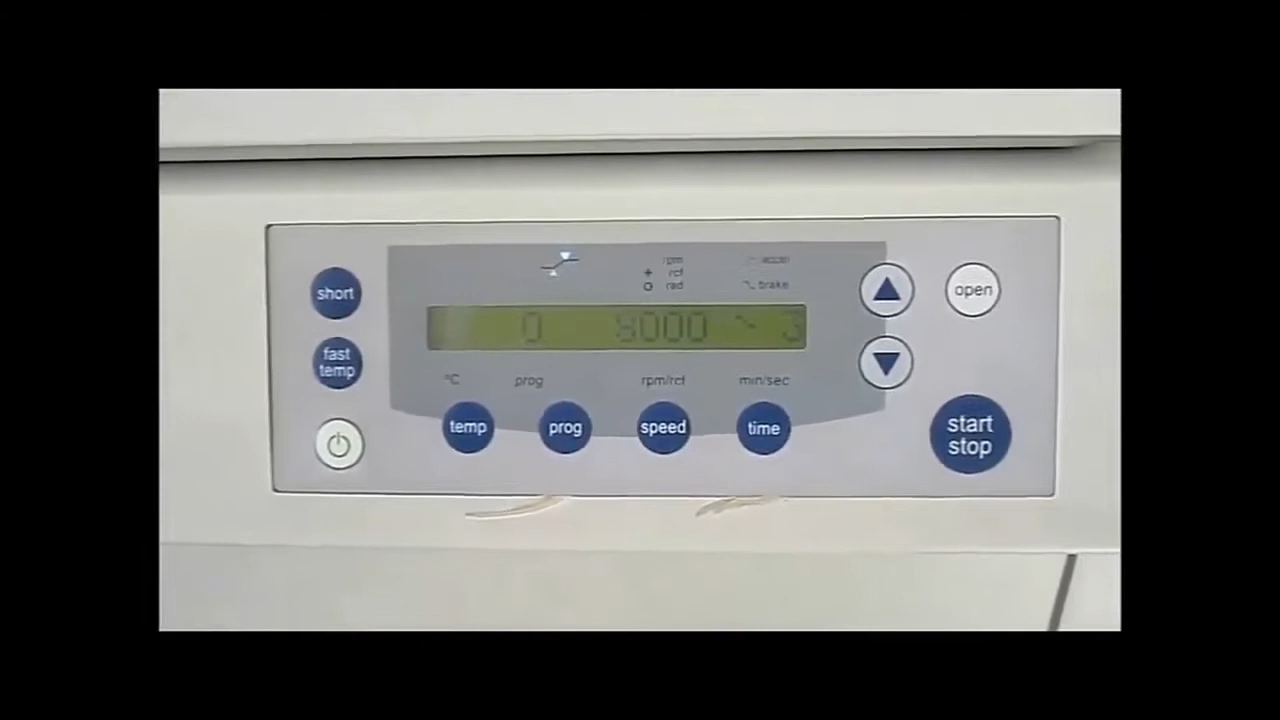 short
fast
temp
rpm
rcf
rad
accel
brake
0 8000 3
°C prog rpm/rcf min/sec
temp prog speed time
open
start
stop